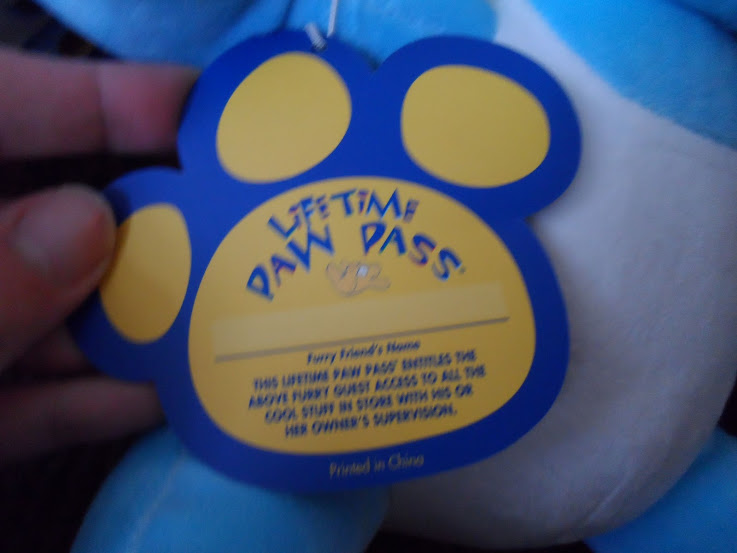 LiFETiME
PAW PASS
Furry Friend's Name
THIS LIFETIME PAW PASS® ENTITLES THE
ABOVE FURRY GUEST ACCESS TO ALL THE
COOL STUFF IN STORE WITH HIS OR
HER OWNER'S SUPERVISION.
Printed in China